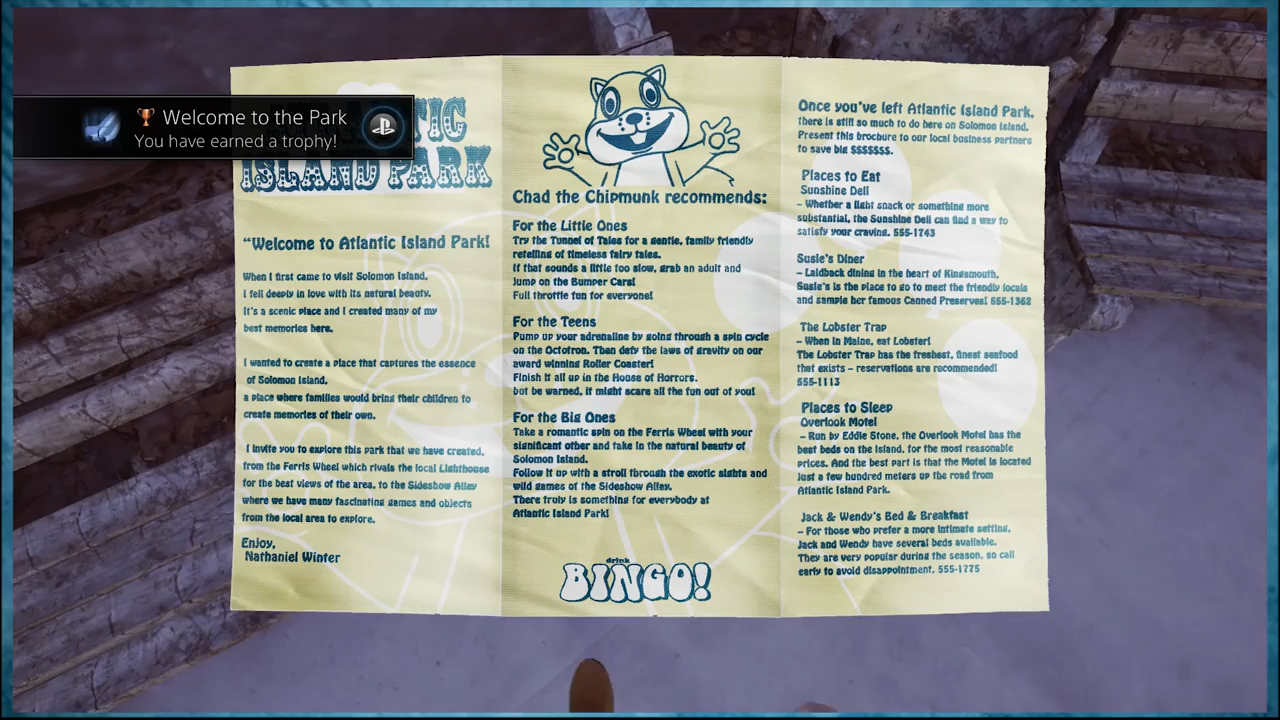 Welcome to the Park
You have earned a trophy!
TIC
ISLAND PARK
“Welcome to Atlantic Island Park!
When I first came to visit Solomon Island,
I fell deeply in love with its natural beauty.
It's a scenic place and I created many of my
best memories here.
I wanted to create a place that captures the essence
of Solomon Island,
a place where families would bring their children to
create memories of their own.
I invite you to explore this park that we have created,
from the Ferris Wheel which rivals the local Lighthouse
for the best views of the area, to the Sideshow Alley
where we have many fascinating games and objects
from the local area to explore.
Enjoy,
Nathaniel Winter
Chad the Chipmunk recommends:
For the Little Ones
Try the Tunnel of Tales for a gentle, family friendly
retelling of timeless fairy tales.
If that sounds a little too slow, grab an adult and
Jump on the Bumper Cars!
Full throttle fun for everyone!
For the Teens
Pump up your adrenaline by going through a spin cycle
on the Octotron. Then defy the laws of gravity on our
award winning Roller Coaster!
Finish it all up in the House of Horrors.
but be warned, it might scare all the fun out of you!
For the Big Ones
Take a romantic spin on the Ferris Wheel with your
significant other and take in the natural beauty of
Solomon Island.
Follow it up with a stroll through the exotic sights and
wild games of the Sideshow Alley.
There truly is something for everybody at
Atlantic Island Park!
drink
BINGO!
Once you've left Atlantic Island Park,
there is still so much to do here on Solomon Island.
Present this brochure to our local business partners
to save big $$$$$$$.
Places to Eat
Sunshine Deli
- Whether a light snack or something more
substantial, the Sunshine Deli can find a way to
satisfy your craving. 555-1743
Susie's Diner
- Laidback dining in the heart of Kingsmouth,
Susie's is the place to go to meet the friendly locals
and sample her famous Canned Preserves! 555-1362
The Lobster Trap
- When in Maine, eat Lobster!
The Lobster Trap has the freshest, finest seafood
that exists - reservations are recommended!
555-1113
Places to Sleep
Overlook Motel
- Run by Eddie Stone, the Overlook Motel has the
best beds on the island, for the most reasonable
prices. And the best part is that the Motel is located
just a few hundred meters up the road from
Atlantic Island Park.
Jack & Wendy's Bed & Breakfast
- For those who prefer a more intimate setting,
Jack and Wendy have several beds available.
They are very popular during the season, so call
early to avoid disappointment. 555-1775